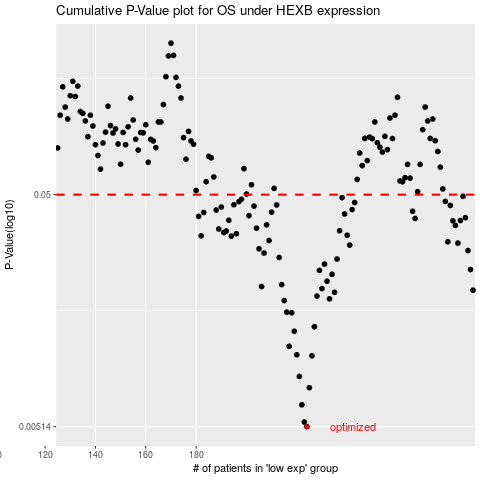 Cumulative P-Value plot for OS under HEXB expression
P-Value(log10)
0.05
0.00514
optimized
0 120 140 160 180
# of patients in 'low exp' group